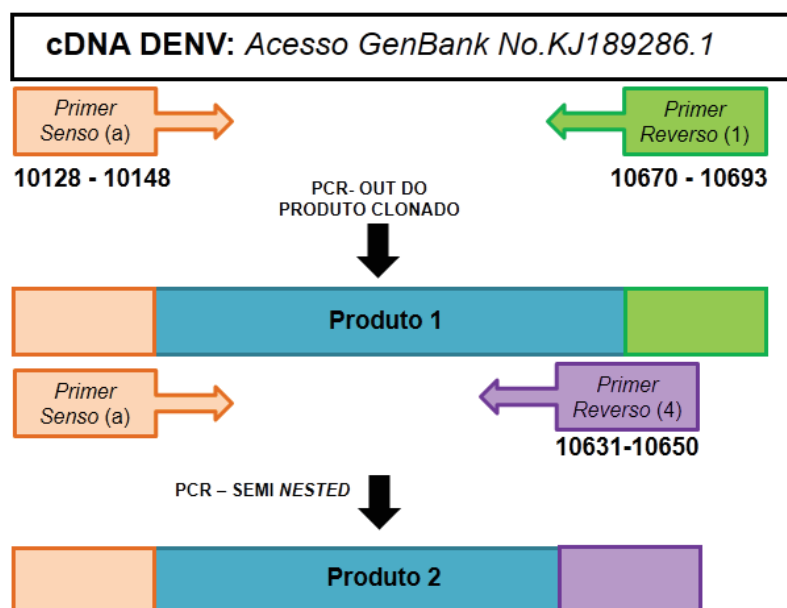 cDNA DENV: Acesso GenBank No.KJ189286.1
Primer
Senso (a)
Primer
Reverso (1)
10128 - 10148
10670 - 10693
PCR- OUT DO
PRODUTO CLONADO
Produto 1
Primer
Senso (a)
Primer
Reverso (4)
10631-10650
PCR – SEMI NESTED
Produto 2